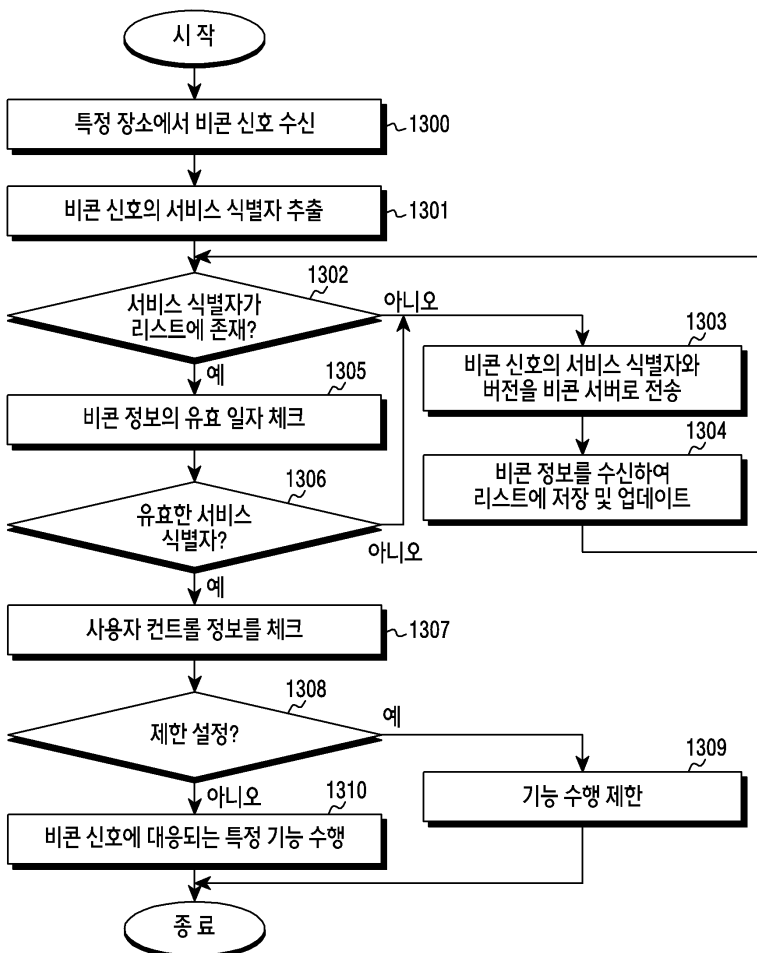 시 작
특정 장소에서 비콘 신호 수신
1300
비콘 신호의 서비스 식별자 추출
1301
1302
서비스 식별자가
리스트에 존재?
아니오
예
1303
비콘 신호의 서비스 식별자와
버전을 비콘 서버로 전송
1305
비콘 정보의 유효 일자 체크
1304
비콘 정보를 수신하여
리스트에 저장 및 업데이트
1306
유효한 서비스
식별자?
아니오
예
사용자 컨트롤 정보를 체크
1307
1308
제한 설정?
예
아니오
1309
기능 수행 제한
1310
비콘 신호에 대응되는 특정 기능 수행
종 료